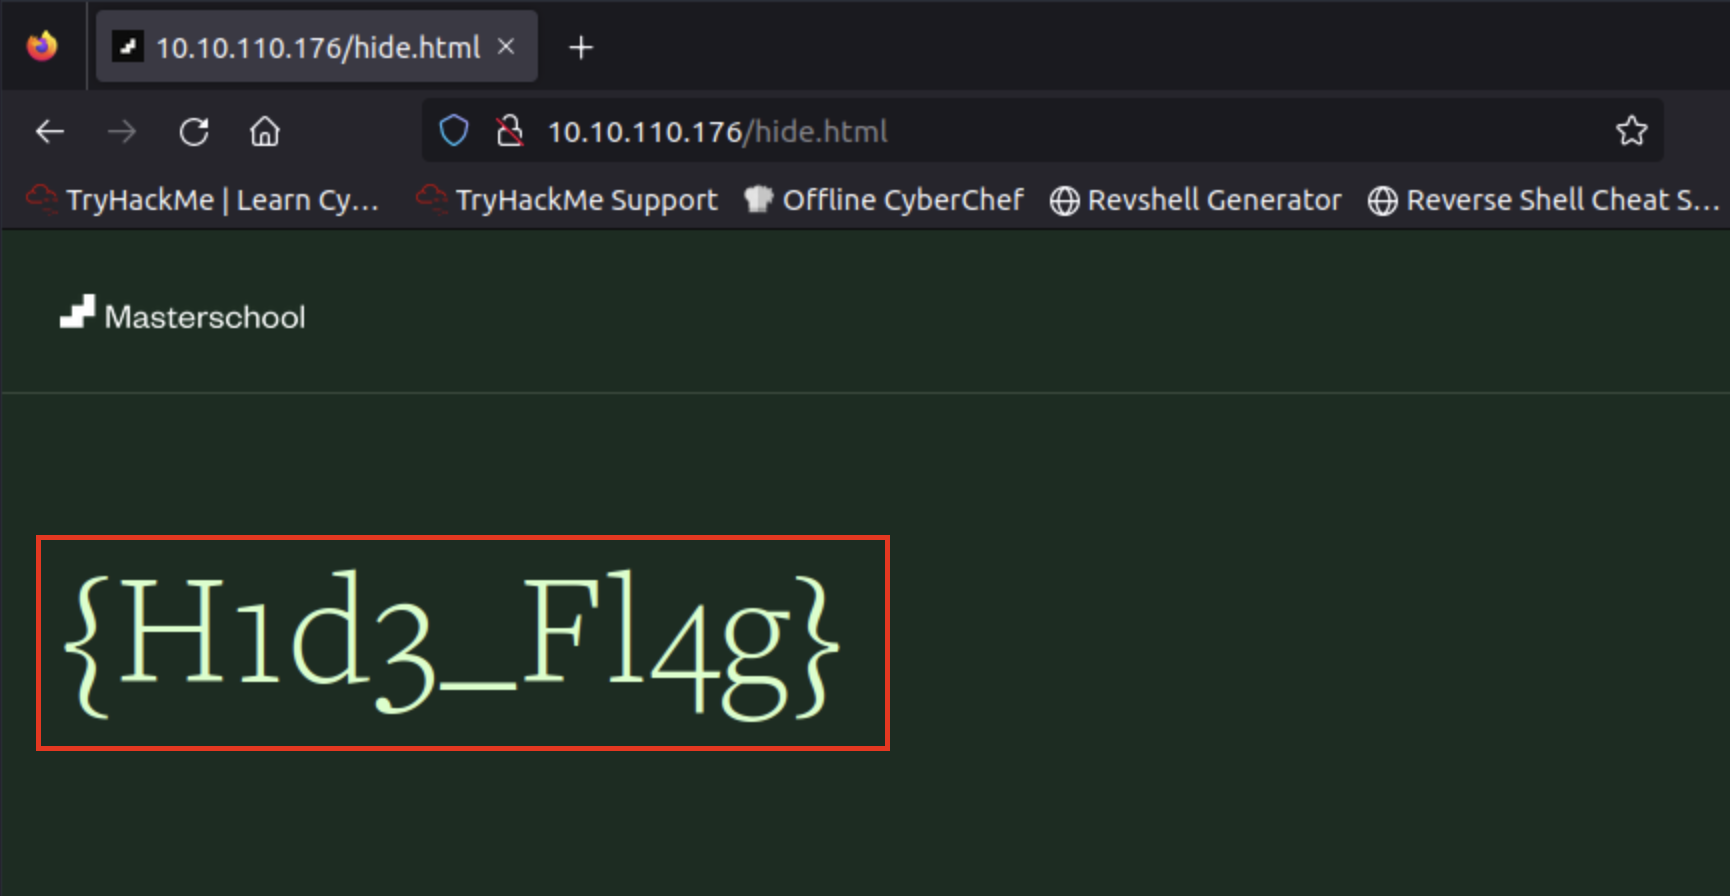 10.10.110.176/hide.html
10.10.110.176/hide.html
TryHackMe | Learn Cy… TryHackMe Support Offline CyberChef Revshell Generator Reverse Shell Cheat S…
Masterschool
{H1d3_Fl4g}